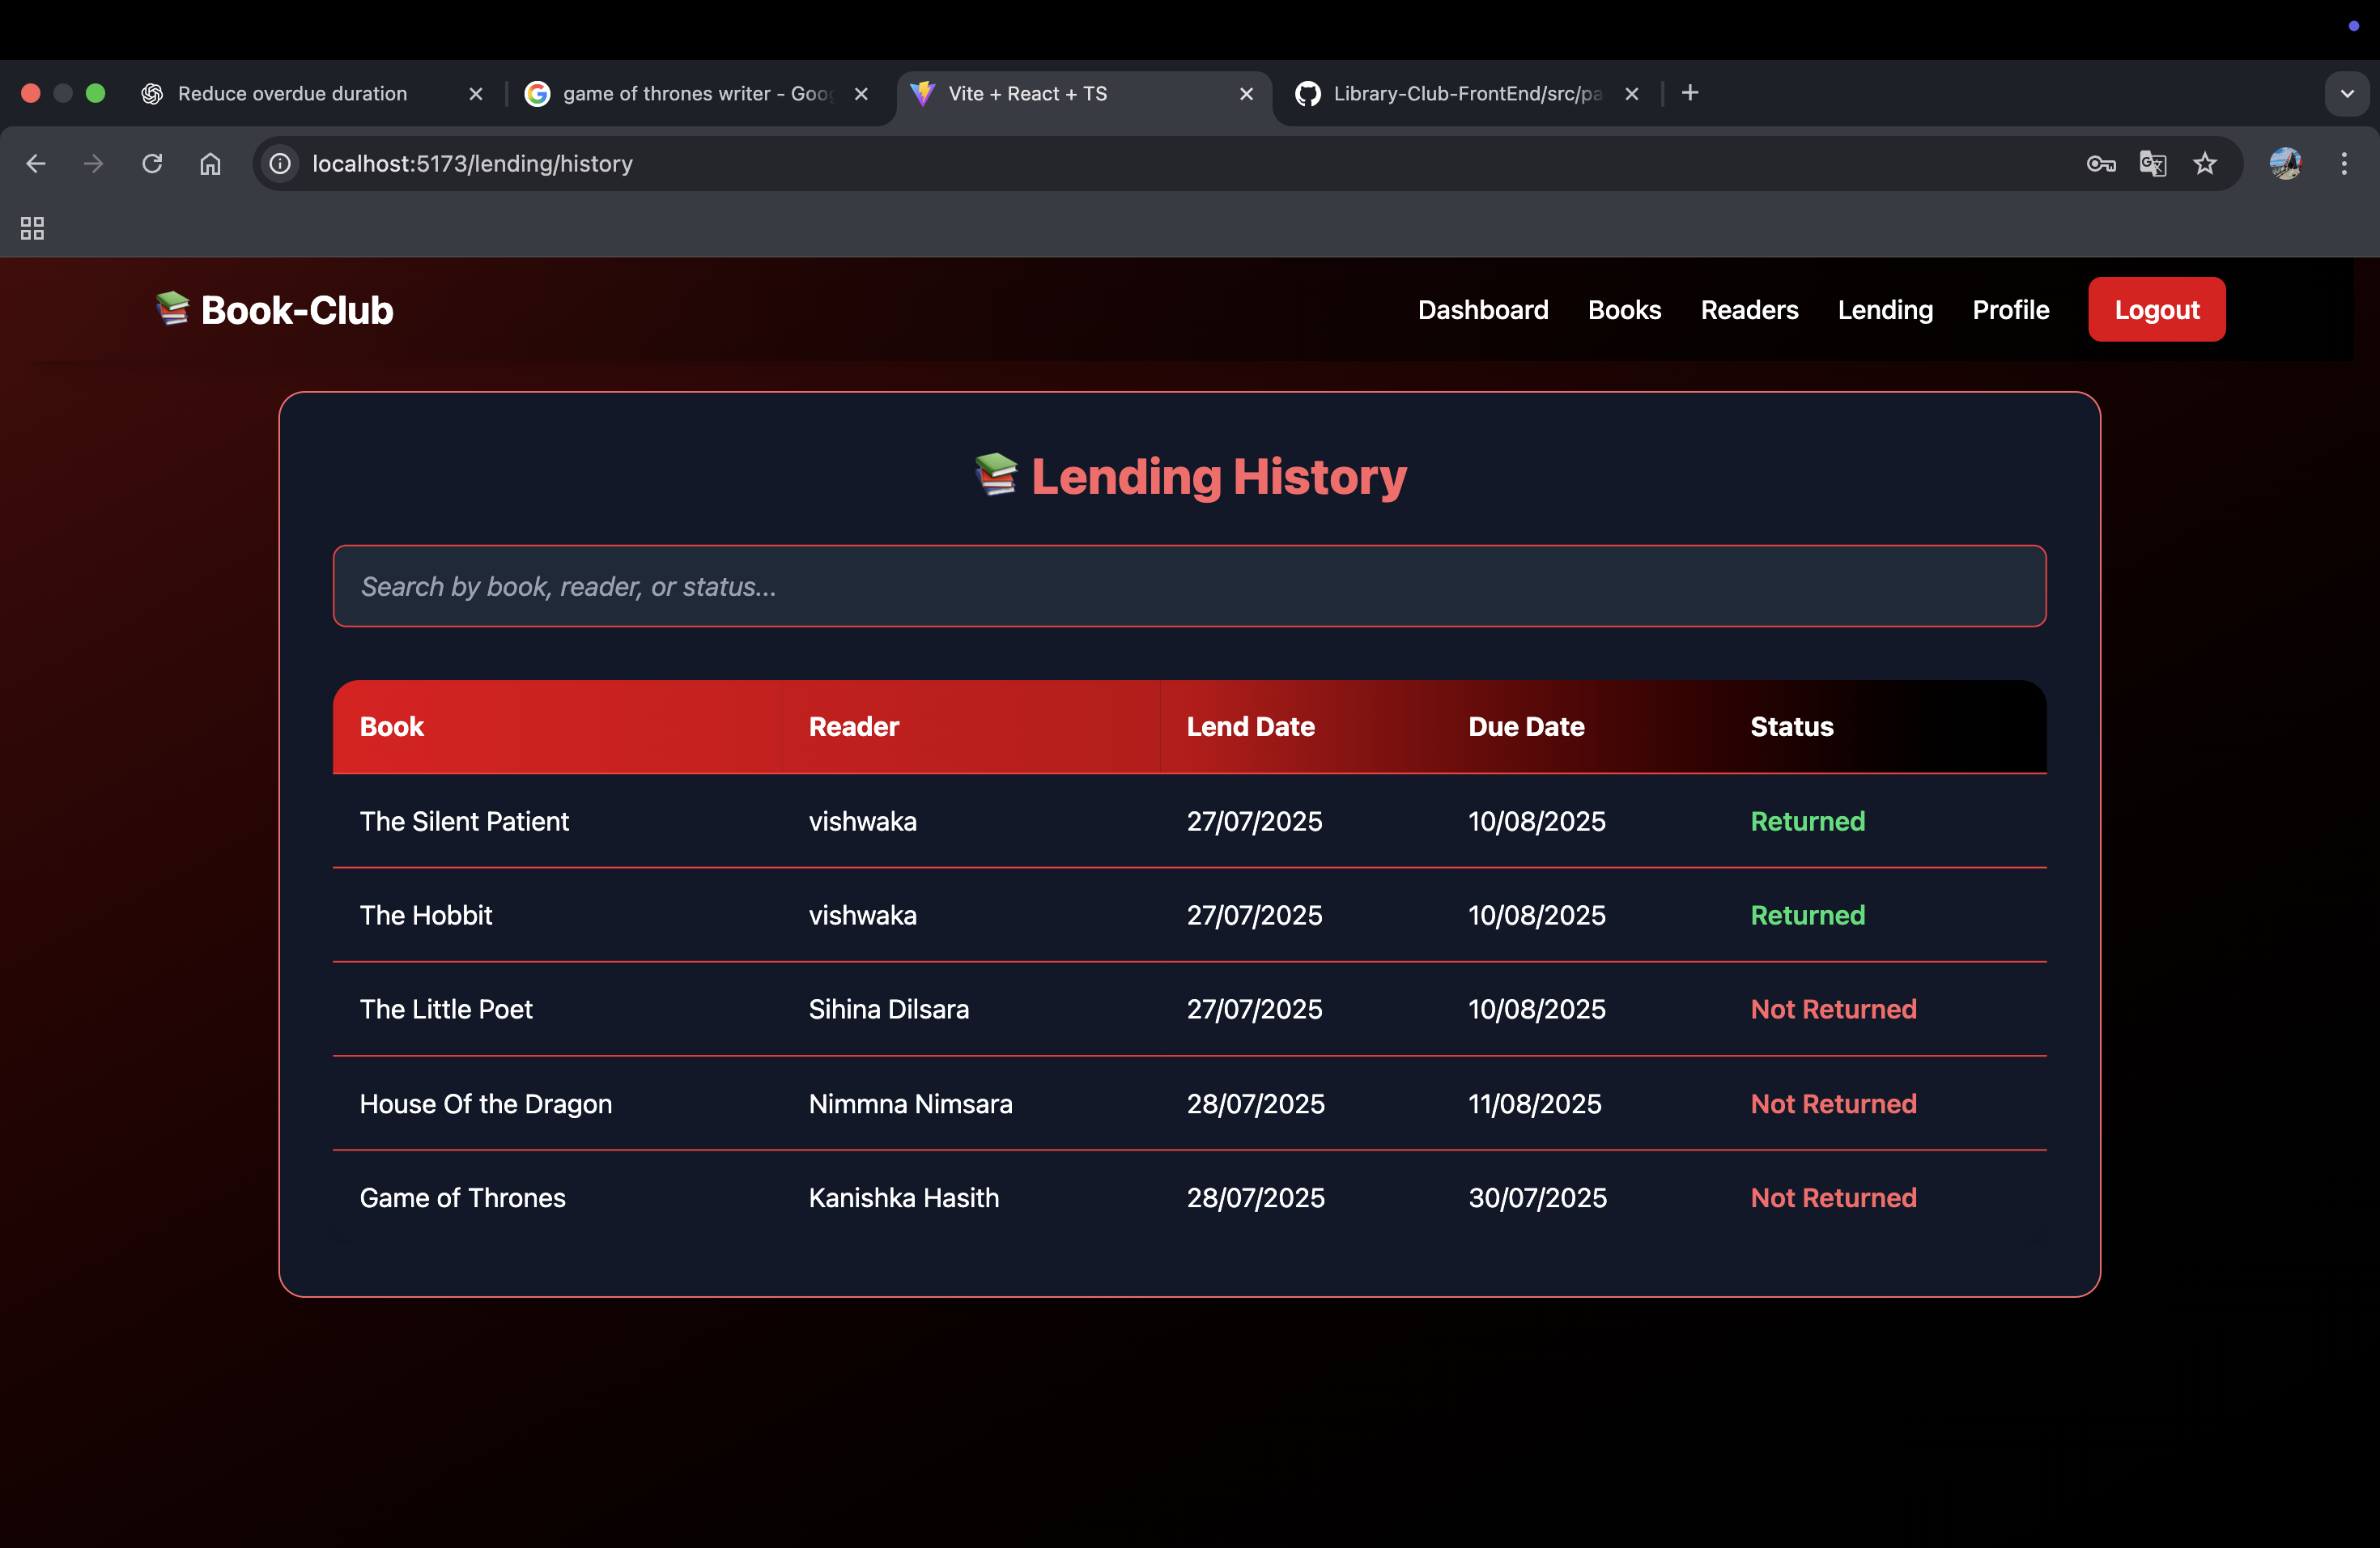 Reduce overdue duration
game of thrones writer - Goo
Vite + React + TS
Library-Club-FrontEnd/src/pa
localhost:5173/lending/history
📚 Book-Club
Dashboard Books Readers Lending Profile Logout
📚 Lending History
Search by book, reader, or status...
Book Reader Lend Date Due Date Status
The Silent Patient vishwaka 27/07/2025 10/08/2025 Returned
The Hobbit vishwaka 27/07/2025 10/08/2025 Returned
The Little Poet Sihina Dilsara 27/07/2025 10/08/2025 Not Returned
House Of the Dragon Nimmna Nimsara 28/07/2025 11/08/2025 Not Returned
Game of Thrones Kanishka Hasith 28/07/2025 30/07/2025 Not Returned